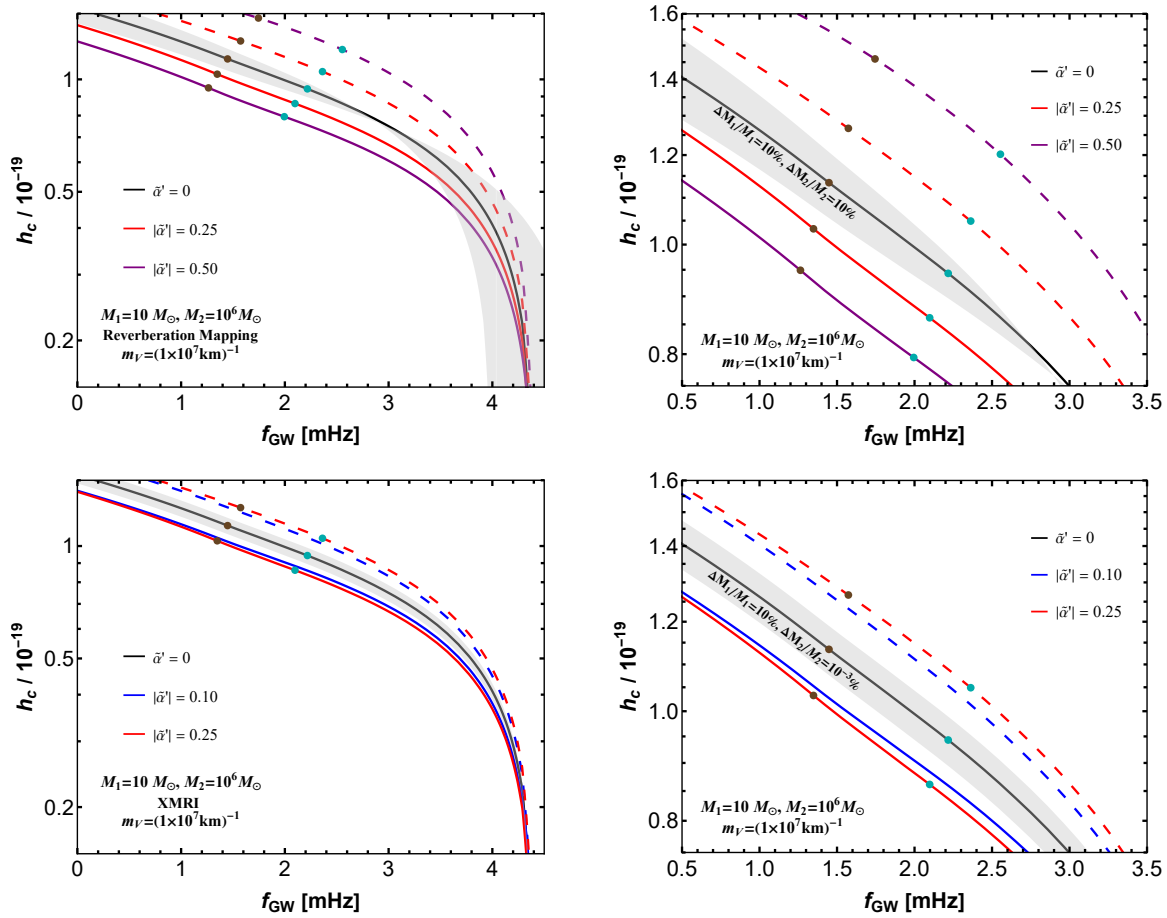 h_c / 10⁻¹⁹
1
0.5
0.2
α̃' = 0
|α̃'| = 0.25
|α̃'| = 0.50
M₁=10 M⊙, M₂=10⁶M⊙
Reverberation Mapping
m_V=(1×10⁷km)⁻¹
0 1 2 3 4
f_GW [mHz]
h_c / 10⁻¹⁹
1.6
1.4
1.2
1.0
0.8
α̃' = 0
|α̃'| = 0.25
|α̃'| = 0.50
ΔM₁/M₁=10%, ΔM₂/M₂=10%
M₁=10 M⊙, M₂=10⁶M⊙
m_V=(1×10⁷km)⁻¹
0.5 1.0 1.5 2.0 2.5 3.0 3.5
f_GW [mHz]
h_c / 10⁻¹⁹
1
0.5
0.2
α̃' = 0
|α̃'| = 0.10
|α̃'| = 0.25
M₁=10 M⊙, M₂=10⁶M⊙
XMRI
m_V=(1×10⁷km)⁻¹
0 1 2 3 4
f_GW [mHz]
h_c / 10⁻¹⁹
1.6
1.4
1.2
1.0
0.8
α̃' = 0
|α̃'| = 0.10
|α̃'| = 0.25
ΔM₁/M₁=10%, ΔM₂/M₂=10⁻³%
M₁=10 M⊙, M₂=10⁶M⊙
m_V=(1×10⁷km)⁻¹
0.5 1.0 1.5 2.0 2.5 3.0 3.5
f_GW [mHz]